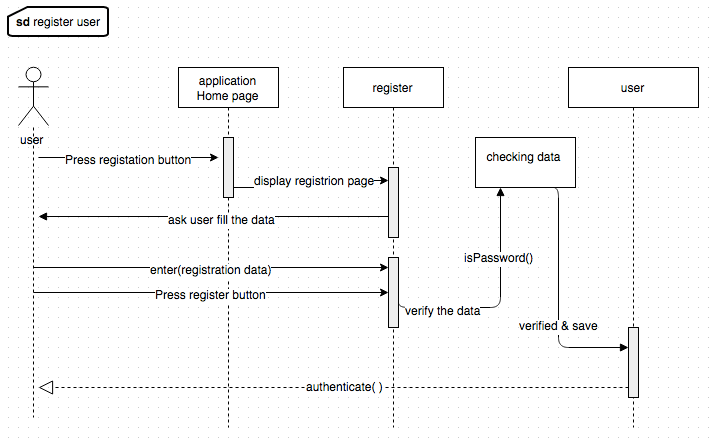 sd register user
application
Home page
register
user
user
checking data
Press registation button
display registrion page
ask user fill the data
isPassword()
enter(registration data)
Press register button
verify the data
verified & save
authenticate( )